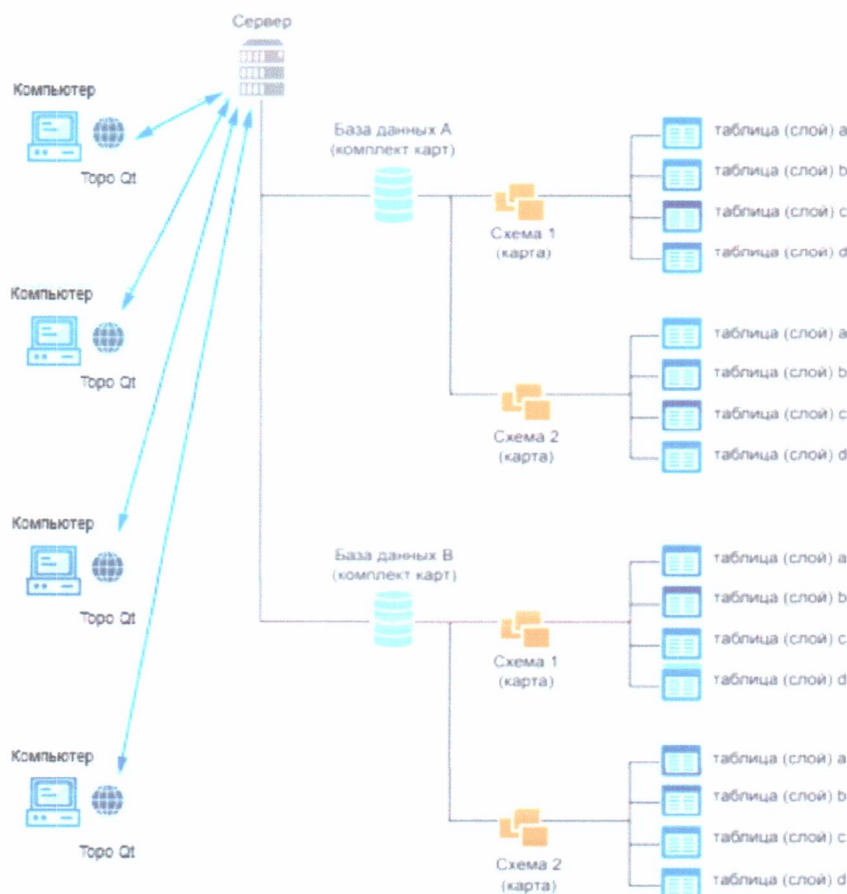 Сервер
Компьютер
Topo Qt
Компьютер
Topo Qt
Компьютер
Topo Qt
Компьютер
Topo Qt
База данных A
(комплект карт)
Схема 1
(карта)
таблица (слой) a
таблица (слой) b
таблица (слой) c
таблица (слой) d
Схема 2
(карта)
таблица (слой) a
таблица (слой) b
таблица (слой) c
таблица (слой) d
База данных B
(комплект карт)
Схема 1
(карта)
таблица (слой) a
таблица (слой) b
таблица (слой) c
таблица (слой) d
Схема 2
(карта)
таблица (слой) a
таблица (слой) b
таблица (слой) c
таблица (слой) d